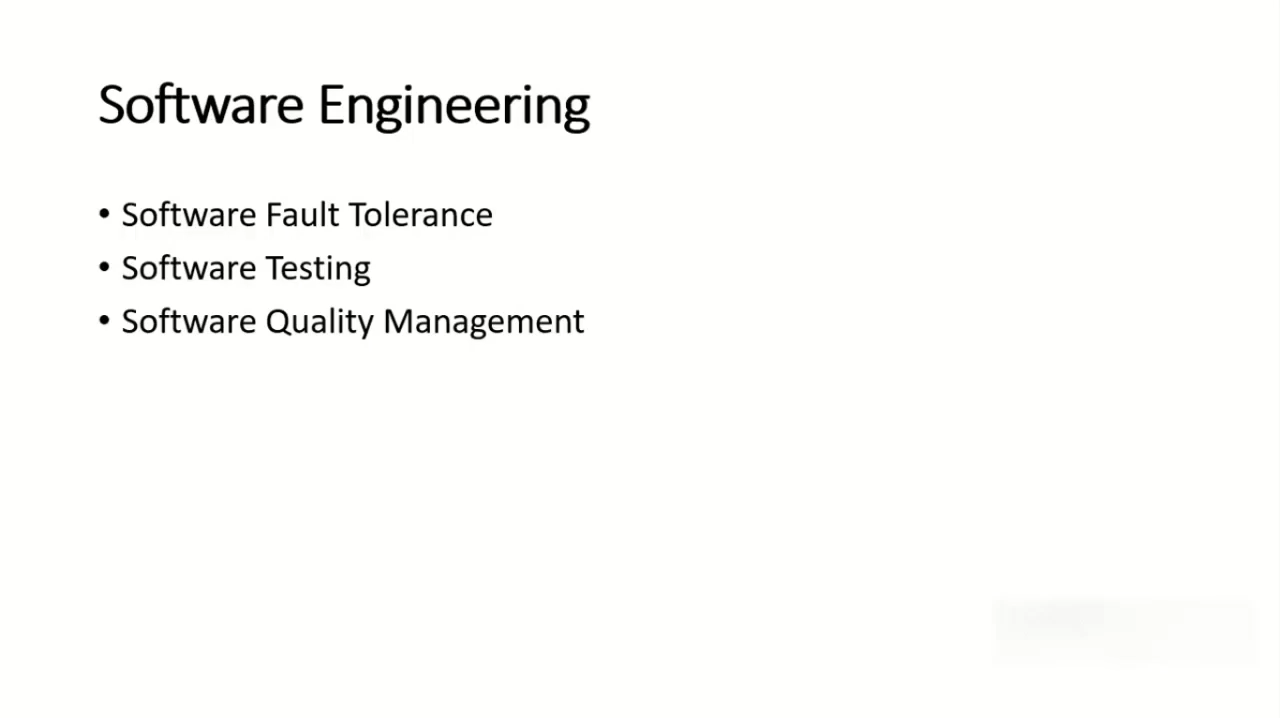 Software Engineering
• Software Fault Tolerance
• Software Testing
• Software Quality Management